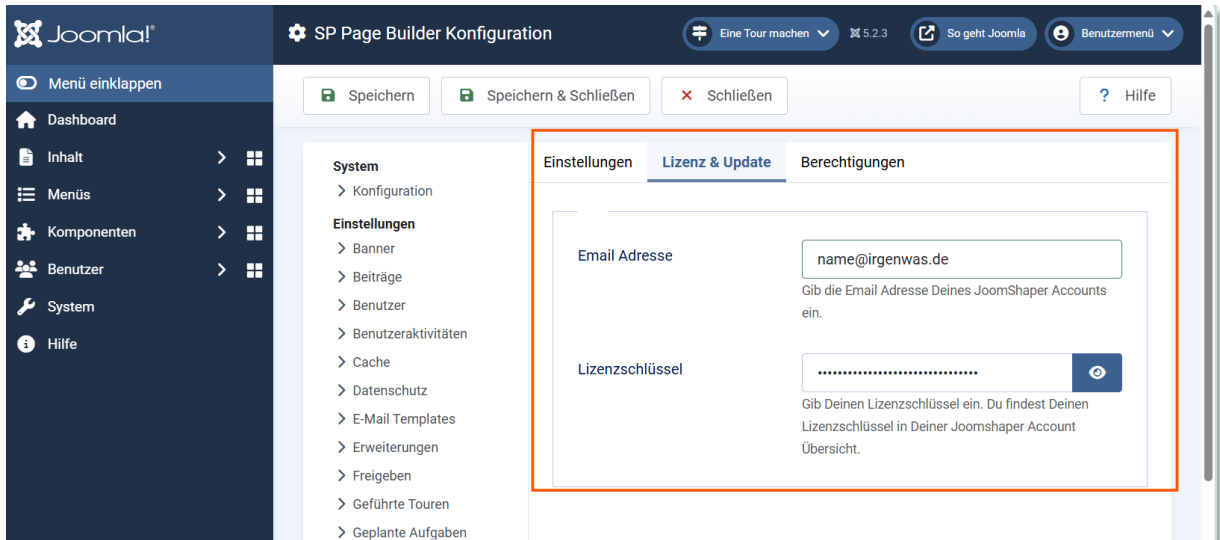 Joomla!®
SP Page Builder Konfiguration
Eine Tour machen
5.2.3
So geht Joomla
Benutzermenü
Menü einklappen
Dashboard
Inhalt
Menüs
Komponenten
Benutzer
System
Hilfe
Speichern
Speichern & Schließen
Schließen
? Hilfe
System
Konfiguration
Einstellungen
Banner
Beiträge
Benutzer
Benutzeraktivitäten
Cache
Datenschutz
E-Mail Templates
Erweiterungen
Freigeben
Geführte Touren
Geplante Aufgaben
Einstellungen
Lizenz & Update
Berechtigungen
Email Adresse
name@irgenwas.de
Gib die Email Adresse Deines JoomShaper Accounts
ein.
Lizenzschlüssel
Gib Deinen Lizenzschlüssel ein. Du findest Deinen
Lizenzschlüssel in Deiner Joomshaper Account
Übersicht.